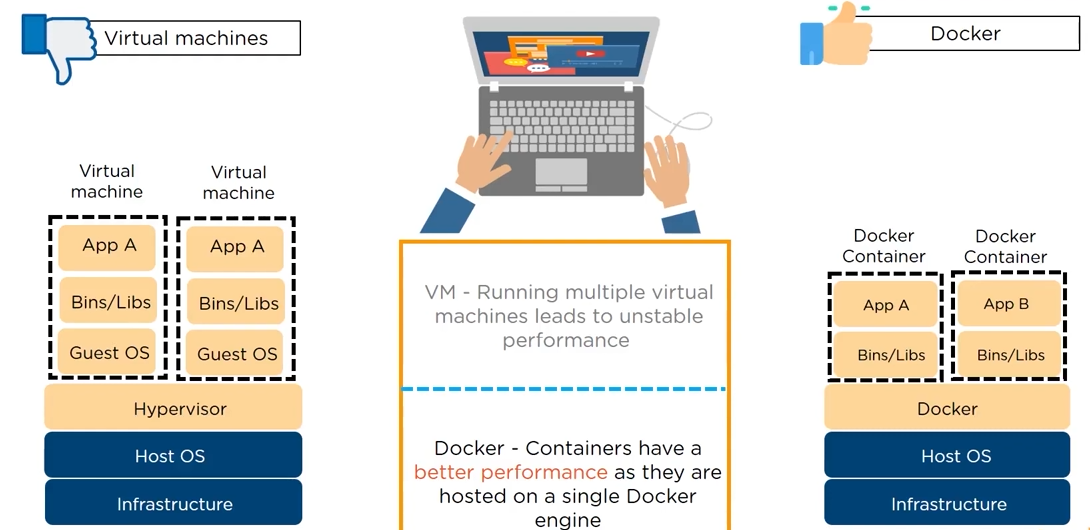 Virtual machines
Virtual
machine
Virtual
machine
App A
App A
Bins/Libs
Bins/Libs
Guest OS
Guest OS
Hypervisor
Host OS
Infrastructure
VM - Running multiple virtual
machines leads to unstable
performance
Docker - Containers have a
better performance as they are
hosted on a single Docker
engine
Docker
Docker
Container
Docker
Container
App A
App B
Bins/Libs
Bins/Libs
Docker
Host OS
Infrastructure